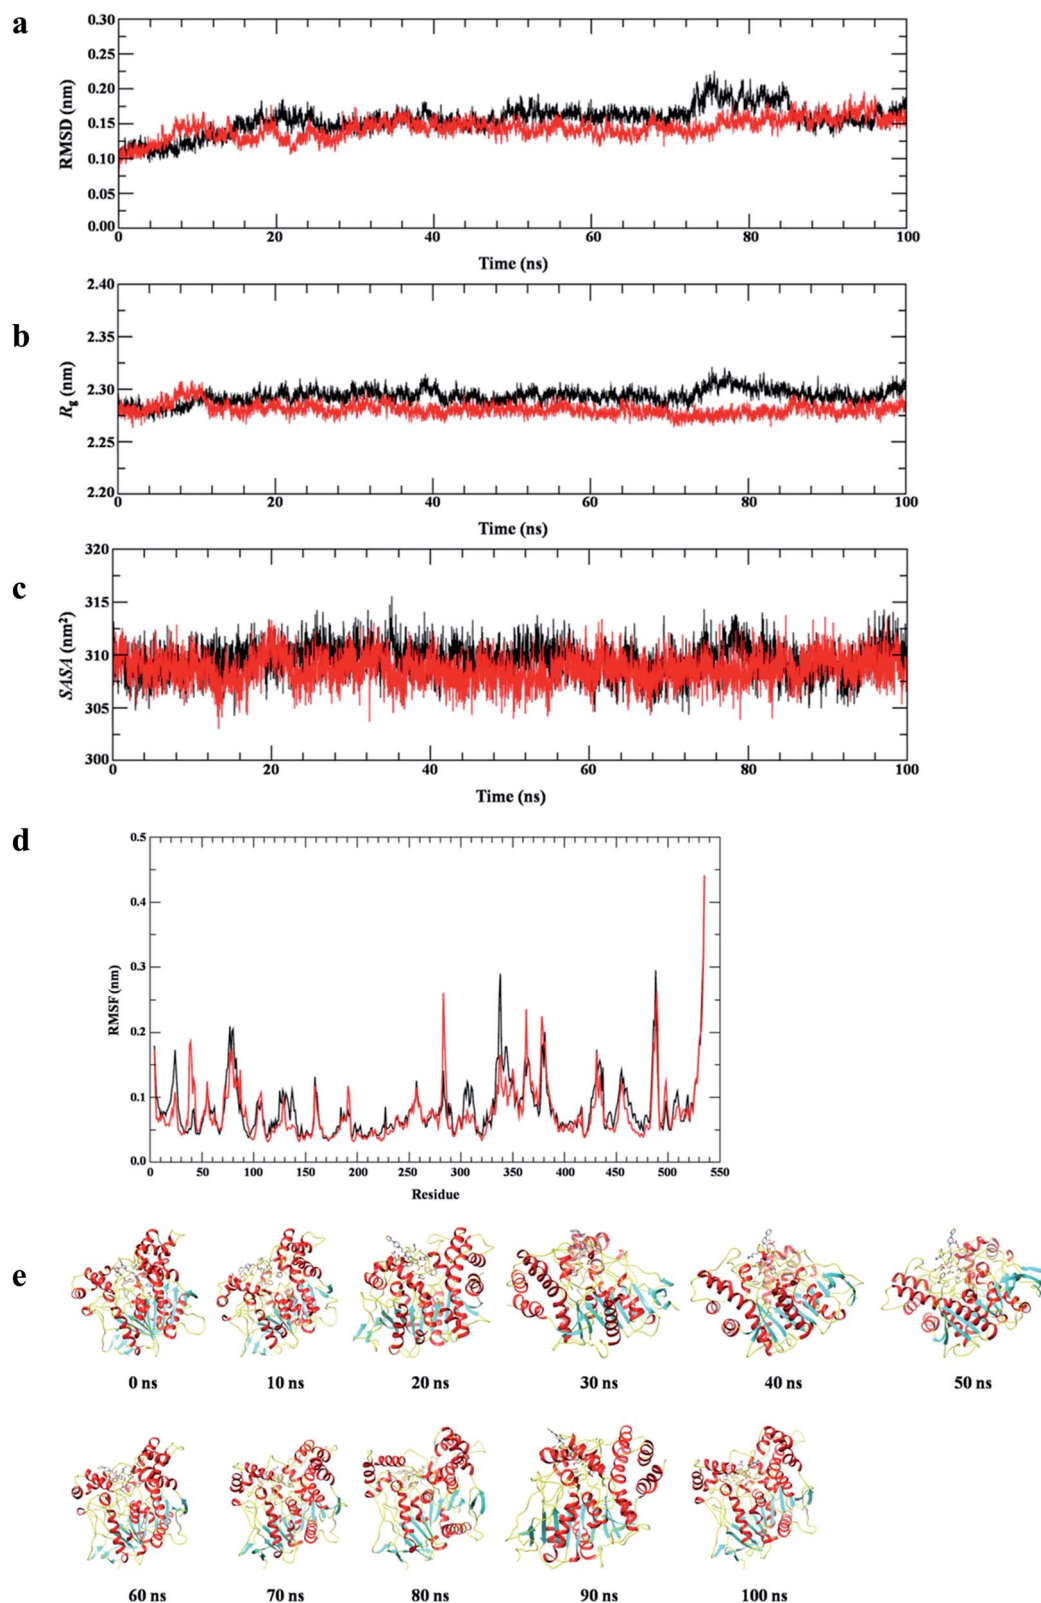 a
0.30
0.25
0.20
0.15
0.10
0.05
0.00
RMSD (nm)
0 20 40 60 80 100
Time (ns)
b
2.40
2.35
2.30
2.25
2.20
Rg (nm)
0 20 40 60 80 100
Time (ns)
c
320
315
310
305
300
SASA (nm²)
0 20 40 60 80 100
Time (ns)
d
0.5
0.4
0.3
0.2
0.1
0.0
RMSF (nm)
0 50 100 150 200 250 300 350 400 450 500 550
Residue
e
0 ns 10 ns 20 ns 30 ns 40 ns 50 ns
60 ns 70 ns 80 ns 90 ns 100 ns